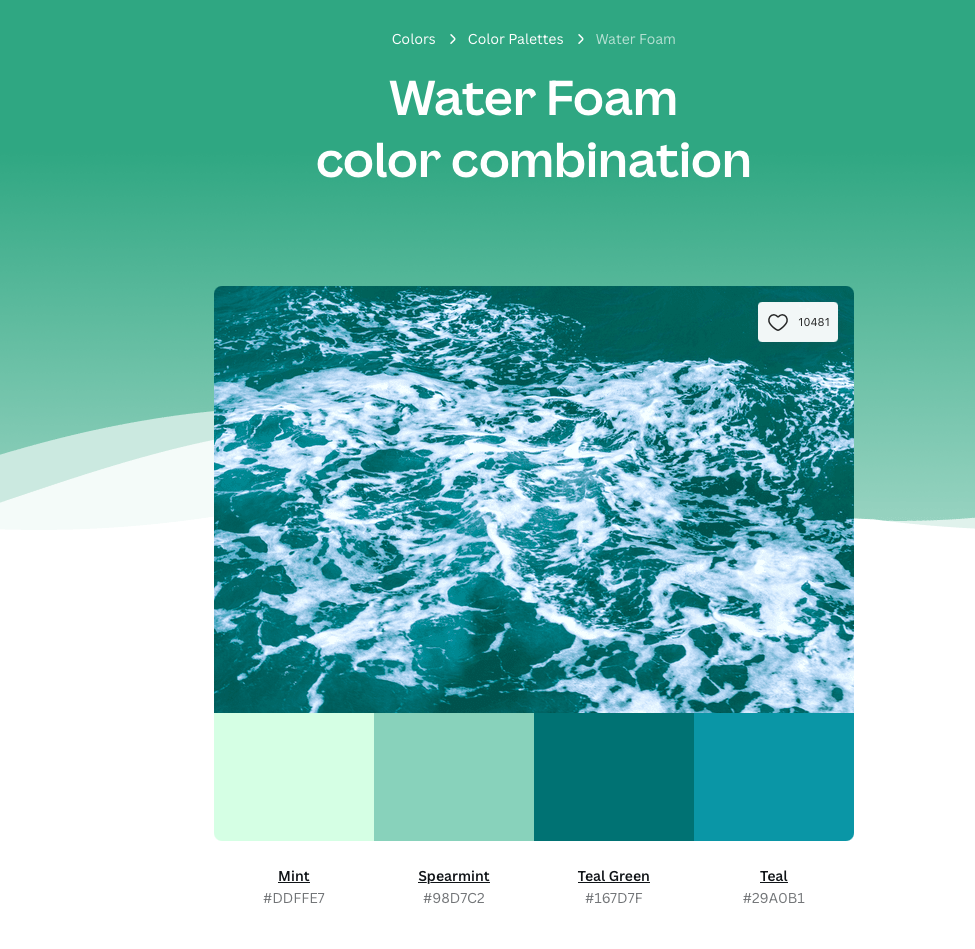 Colors > Color Palettes > Water Foam
Water Foam
color combination
10481
Mint Spearmint Teal Green Teal
#DDFFE7 #98D7C2 #167D7F #29A0B1